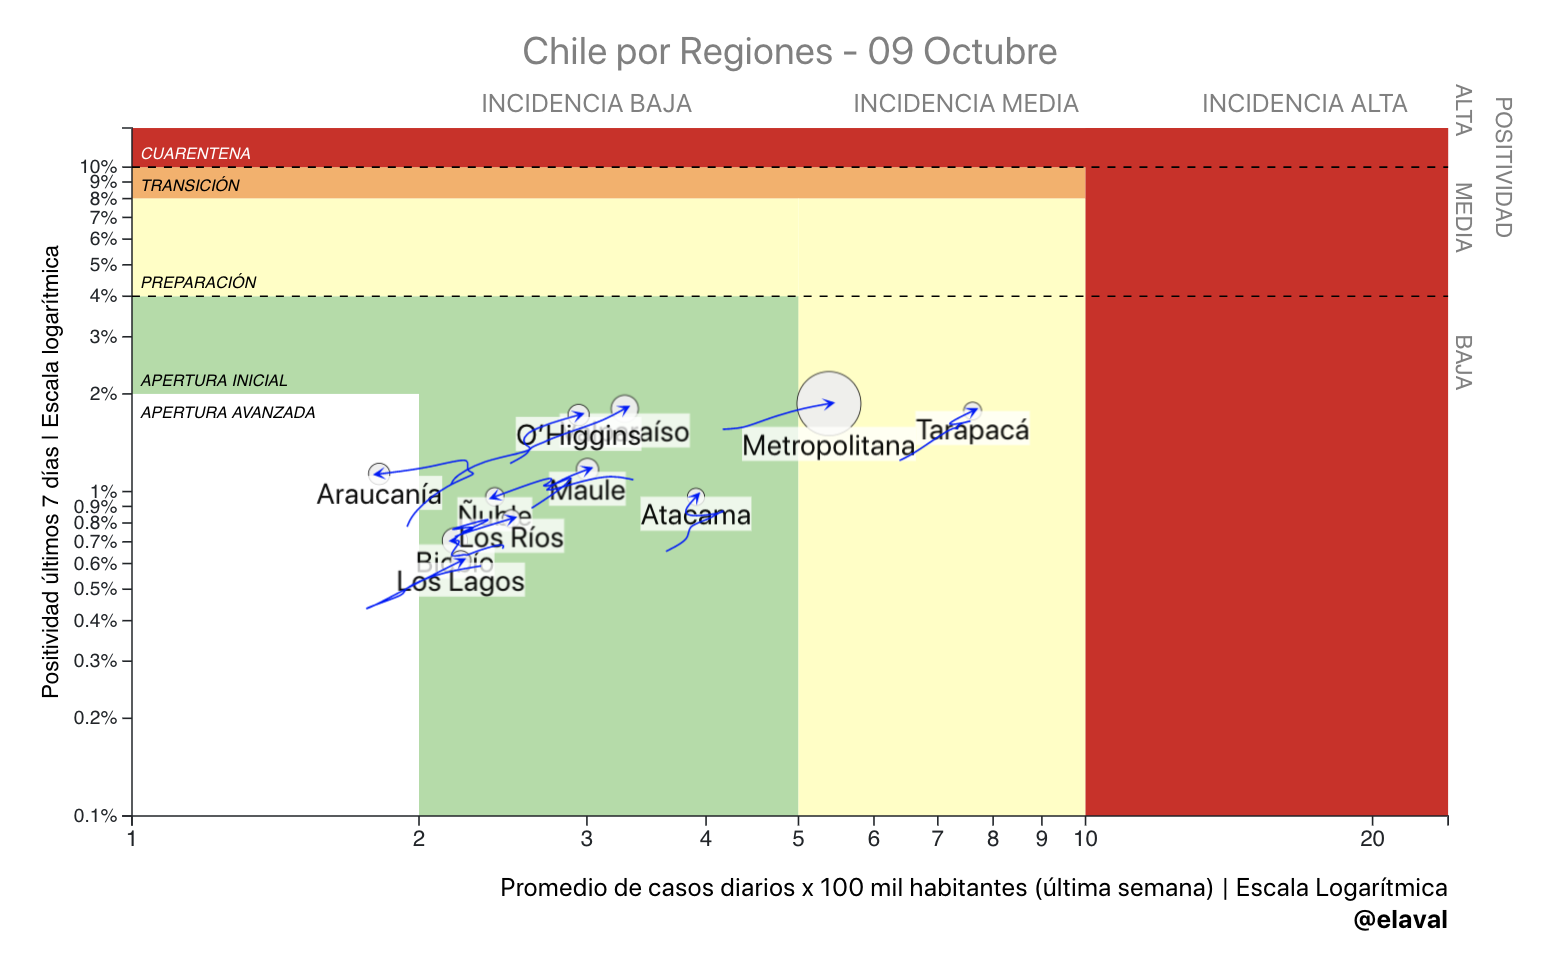 Chile por Regiones - 09 Octubre
INCIDENCIA BAJA
INCIDENCIA MEDIA
INCIDENCIA ALTA
ALTA
MEDIA
BAJA
POSITIVIDAD
CUARENTENA
TRANSICIÓN
PREPARACIÓN
APERTURA INICIAL
APERTURA AVANZADA
10%
9%
8%
7%
6%
5%
4%
3%
2%
1%
0.9%
0.8%
0.7%
0.6%
0.5%
0.4%
0.3%
0.2%
0.1%
Positividad últimos 7 días | Escala logarítmica
O'Higgins
Metropolitana
Tarapacá
Araucanía
Maule
Ñuble
Atacama
Los Ríos
Los Lagos
1
2
3
4
5
6
7
8
9
10
20
Promedio de casos diarios x 100 mil habitantes (última semana) | Escala Logarítmica
@elaval